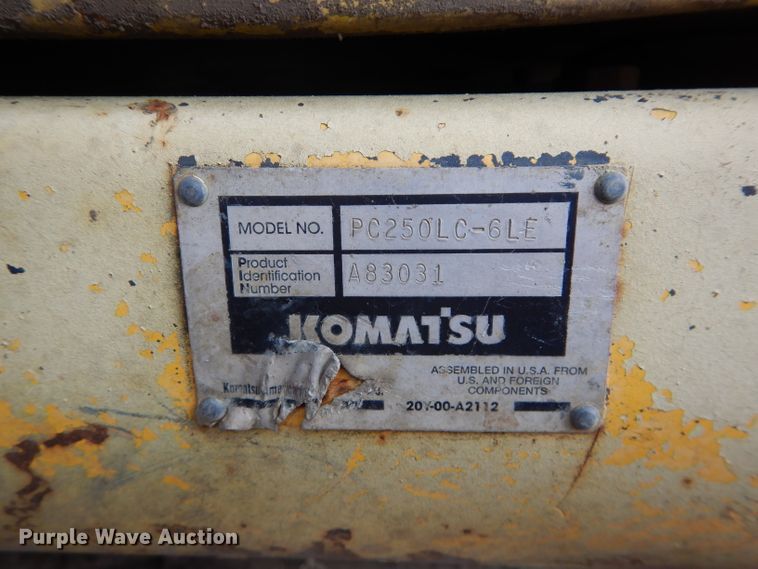 MODEL NO. PC250LC-6LE
Product
Identification A83031
Number
KOMATSU
ASSEMBLED IN U.S.A. FROM
U.S. AND FOREIGN
COMPONENTS
Komatsu
20Y-00-A2112
Purple Wave Auction®